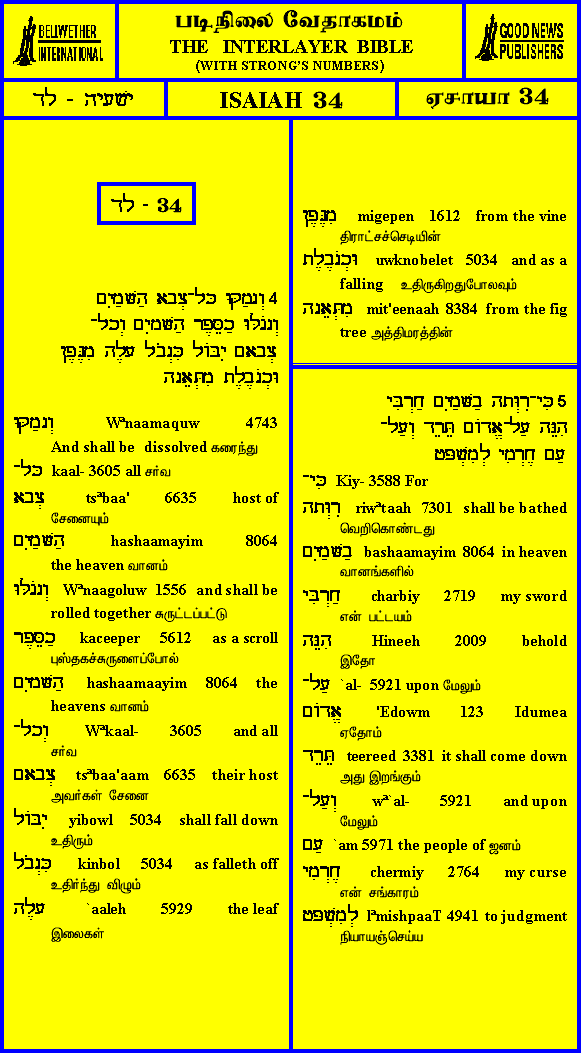 BELLWETHER
INTERNATIONAL
படிநிலை வேதாகமம்
THE INTERLAYER BIBLE
(WITH STRONG'S NUMBERS)
GOOD NEWS
PUBLISHERS
ישעיה - לד
ISAIAH 34
ஏசாயா 34
לד - 34
4 וְנָמַקּוּ כָּל־צְבָא הַשָּׁמַיִם
וְנָגֹלּוּ כַסֵּפֶר הַשָּׁמָיִם וְכָל־
צְבָאָם יִבּוֹל כִּנְבֹל עָלֶה מִגֶּפֶן
וּכְנֹבֶלֶת מִתְּאֵנָה
וְנָמַקּוּ Wªnaamaquw 4743
And shall be dissolved கரைந்து
כָּל־ kaal- 3605 all சர்வ
צְבָא tsªbaa' 6635 host of
சேனையும்
הַשָּׁמַיִם hashaamayim 8064
the heaven வானம்
וְנָגֹלּוּ Wªnaagoluw 1556 and shall be
rolled together சுருட்டப்பட்டு
כַסֵּפֶר kaceeper 5612 as a scroll
புஸ்தகச்சுருளைப்போல்
הַשָּׁמָיִם hashaamaayim 8064 the
heavens வானம்
וְכָל־ Wªkaal- 3605 and all
சர்வ
צְבָאָם tsªbaa'aam 6635 their host
அவர்கள் சேனை
יִבּוֹל yibowl 5034 shall fall down
உதிரும்
כִּנְבֹל kinbol 5034 as falleth off
உதிர்ந்து விழும்
עָלֶה `aaleh 5929 the leaf
இலைகள்
מִגֶּפֶן migepen 1612 from the vine
திராட்சச்செடியின்
וּכְנֹבֶלֶת uwknobelet 5034 and as a
falling உதிருகிறதுபோலவும்
מִתְּאֵנָה mit'eenaah 8384 from the fig
tree அத்திமரத்தின்
5 כִּי־רִוְּתָה בַשָּׁמַיִם חַרְבִּי
הִנֵּה עַל־אֱדוֹם תֵּרֵד וְעַל־
עַם חֶרְמִי לְמִשְׁפָּט
כִּי־ Kiy- 3588 For
רִוְּתָה riwªtaah 7301 shall be bathed
வெறிகொண்டது
בַשָּׁמַיִם bashaamayim 8064 in heaven
வானங்களில்
חַרְבִּי charbiy 2719 my sword
என் பட்டயம்
הִנֵּה Hineeh 2009 behold
இதோ
עַל־ `al- 5921 upon மேலும்
אֱדוֹם 'Edowm 123 Idumea
ஏதோம்
תֵּרֵד teereed 3381 it shall come down
அது இறங்கும்
וְעַל־ wª`al- 5921 and upon
மேலும்
עַם `am 5971 the people of ஜனம்
חֶרְמִי chermiy 2764 my curse
என் சங்காரம்
לְמִשְׁפָּט lªmishpaaT 4941 to judgment
நியாயஞ்செய்ய